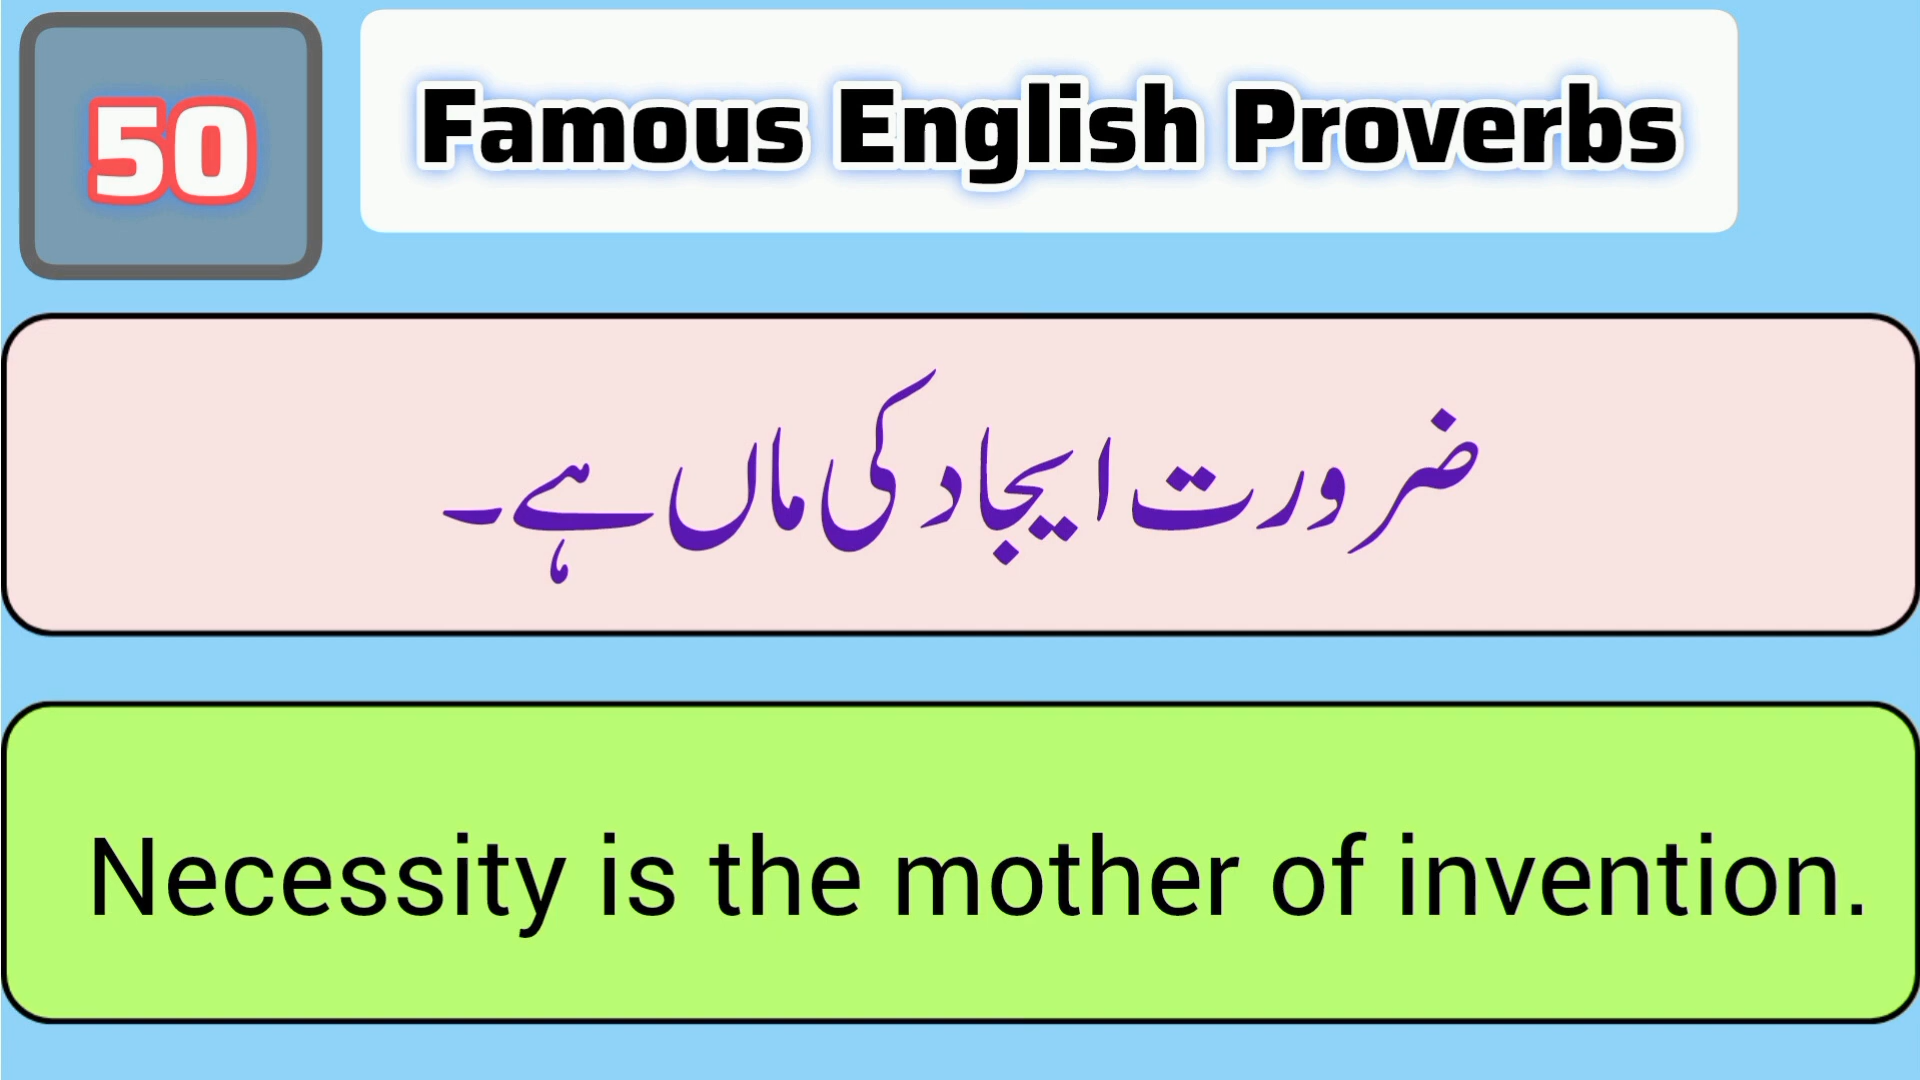 50
Famous English Proverbs
ضرورت ایجاد کی ماں ہے۔
Necessity is the mother of invention.